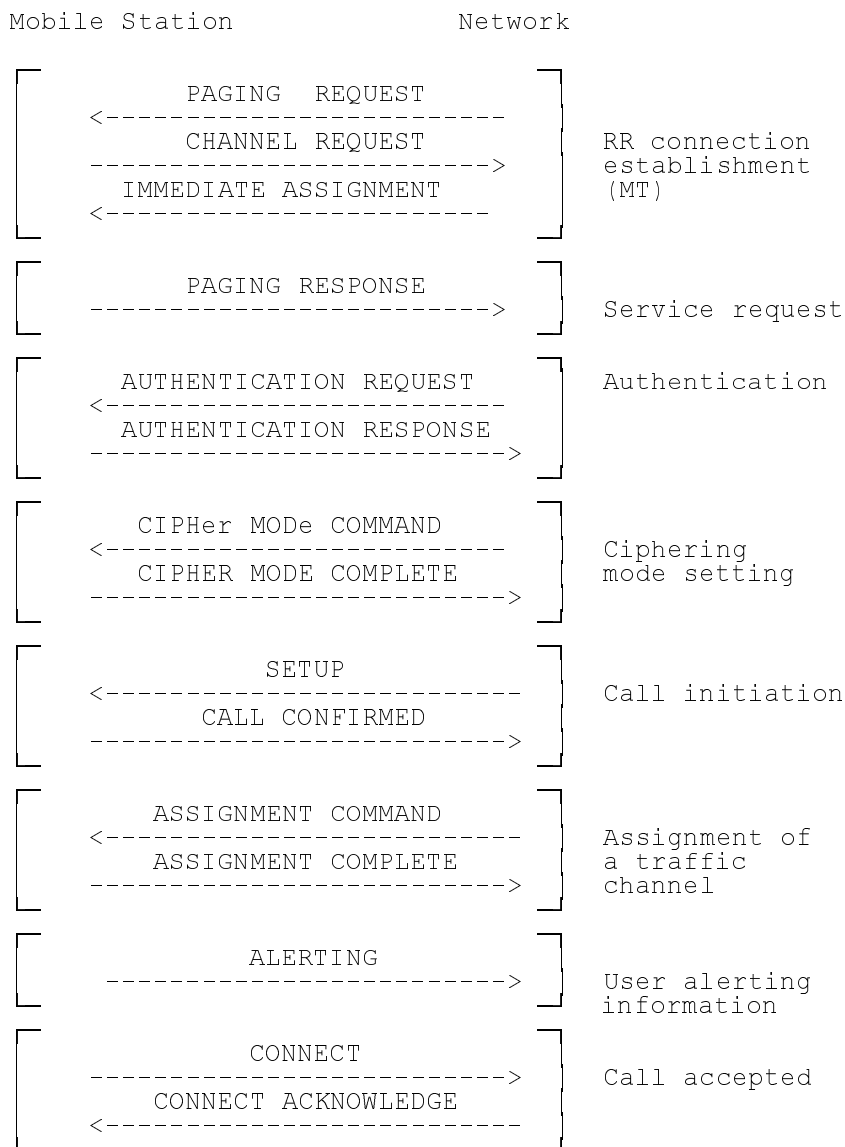 Mobile Station Network
PAGING REQUEST
<-------------------------
CHANNEL REQUEST RR connection
-------------------------> establishment
IMMEDIATE ASSIGNMENT (MT)
<------------------------
PAGING RESPONSE
-------------------------> Service request
AUTHENTICATION REQUEST Authentication
<-------------------------
AUTHENTICATION RESPONSE
-------------------------->
CIPHer MODe COMMAND
<------------------------- Ciphering
CIPHER MODE COMPLETE mode setting
-------------------------->
SETUP
<-------------------------- Call initiation
CALL CONFIRMED
-------------------------->
ASSIGNMENT COMMAND
<-------------------------- Assignment of
ASSIGNMENT COMPLETE a traffic
--------------------------> channel
ALERTING
-------------------------> User alerting
information
CONNECT
--------------------------> Call accepted
CONNECT ACKNOWLEDGE
<--------------------------